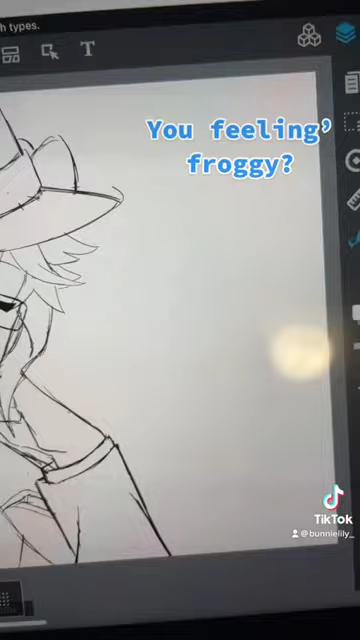 h types.
T
You feeling’
froggy?
TikTok
@bunnielily_